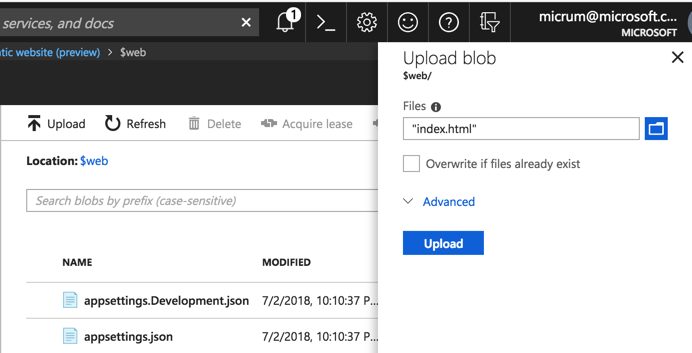 services, and docs
1
micrum@microsoft.c...
MICROSOFT
atic website (preview) > $web
Upload blob
$web/
Files
"index.html"
Overwrite if files already exist
Advanced
Upload
Upload
Refresh
Delete
Acquire lease
Location: $web
Search blobs by prefix (case-sensitive)
NAME MODIFIED
appsettings.Development.json 7/2/2018, 10:10:37 P...
appsettings.json 7/2/2018, 10:10:37 P...